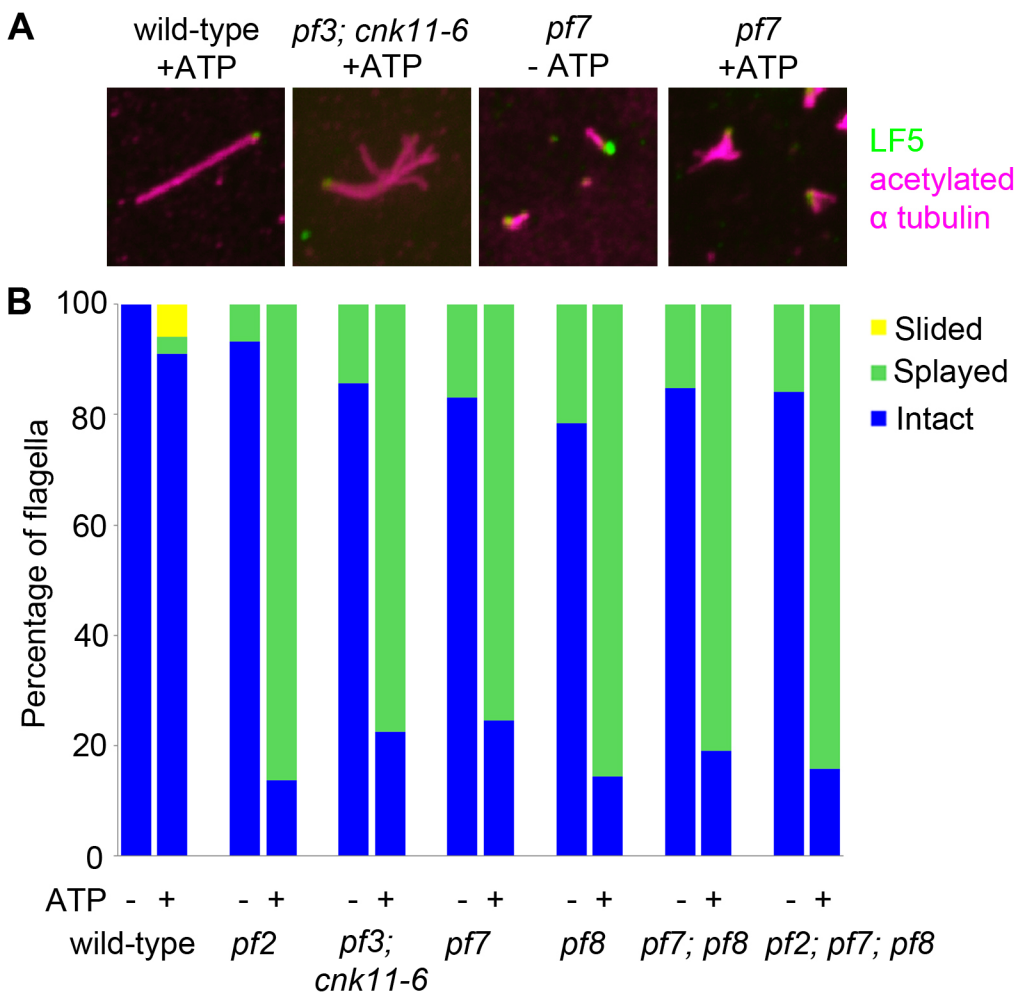 A
wild-type
+ATP
pf3; cnk11-6
+ATP
pf7
- ATP
pf7
+ATP
LF5
acetylated
α tubulin
B
Percentage of flagella
100
80
60
40
20
0
Slided
Splayed
Intact
ATP - + - + - + - + - + - + - +
wild-type pf2 pf3; cnk11-6 pf7 pf8 pf7; pf8 pf2; pf7; pf8